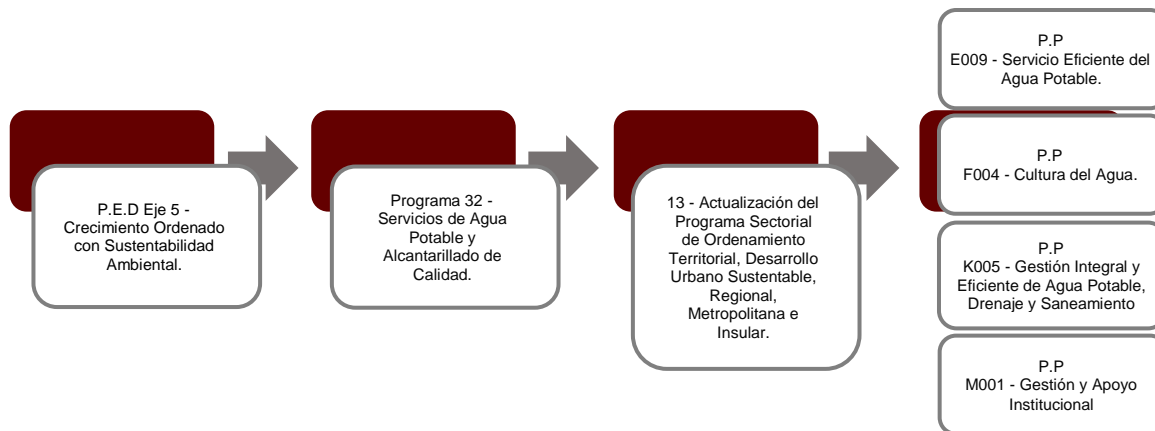 P.E.D Eje 5 -
Crecimiento Ordenado
con Sustentabilidad
Ambiental.
Programa 32 -
Servicios de Agua
Potable y
Alcantarillado de
Calidad.
13 - Actualización del
Programa Sectorial
de Ordenamiento
Territorial, Desarrollo
Urbano Sustentable,
Regional,
Metropolitana e
Insular.
P.P
E009 - Servicio Eficiente del
Agua Potable.
P.P
F004 - Cultura del Agua.
P.P
K005 - Gestión Integral y
Eficiente de Agua Potable,
Drenaje y Saneamiento
P.P
M001 - Gestión y Apoyo
Institucional